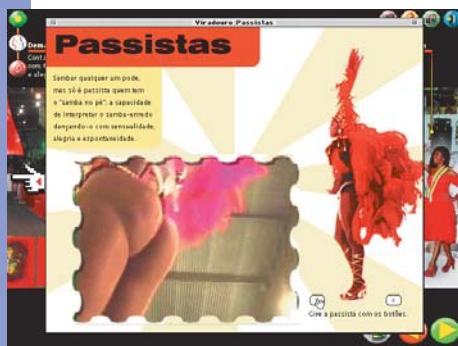 Viradouro:Passistas
Passistas
Sambar qualquer um pode,
mas só é passista quem tem
o "samba no pé": a capacidade
de interpretar o samba-enredo
dançando-o com sensualidade,
alegria e espontaneidade.
Gire a passista com os botões.